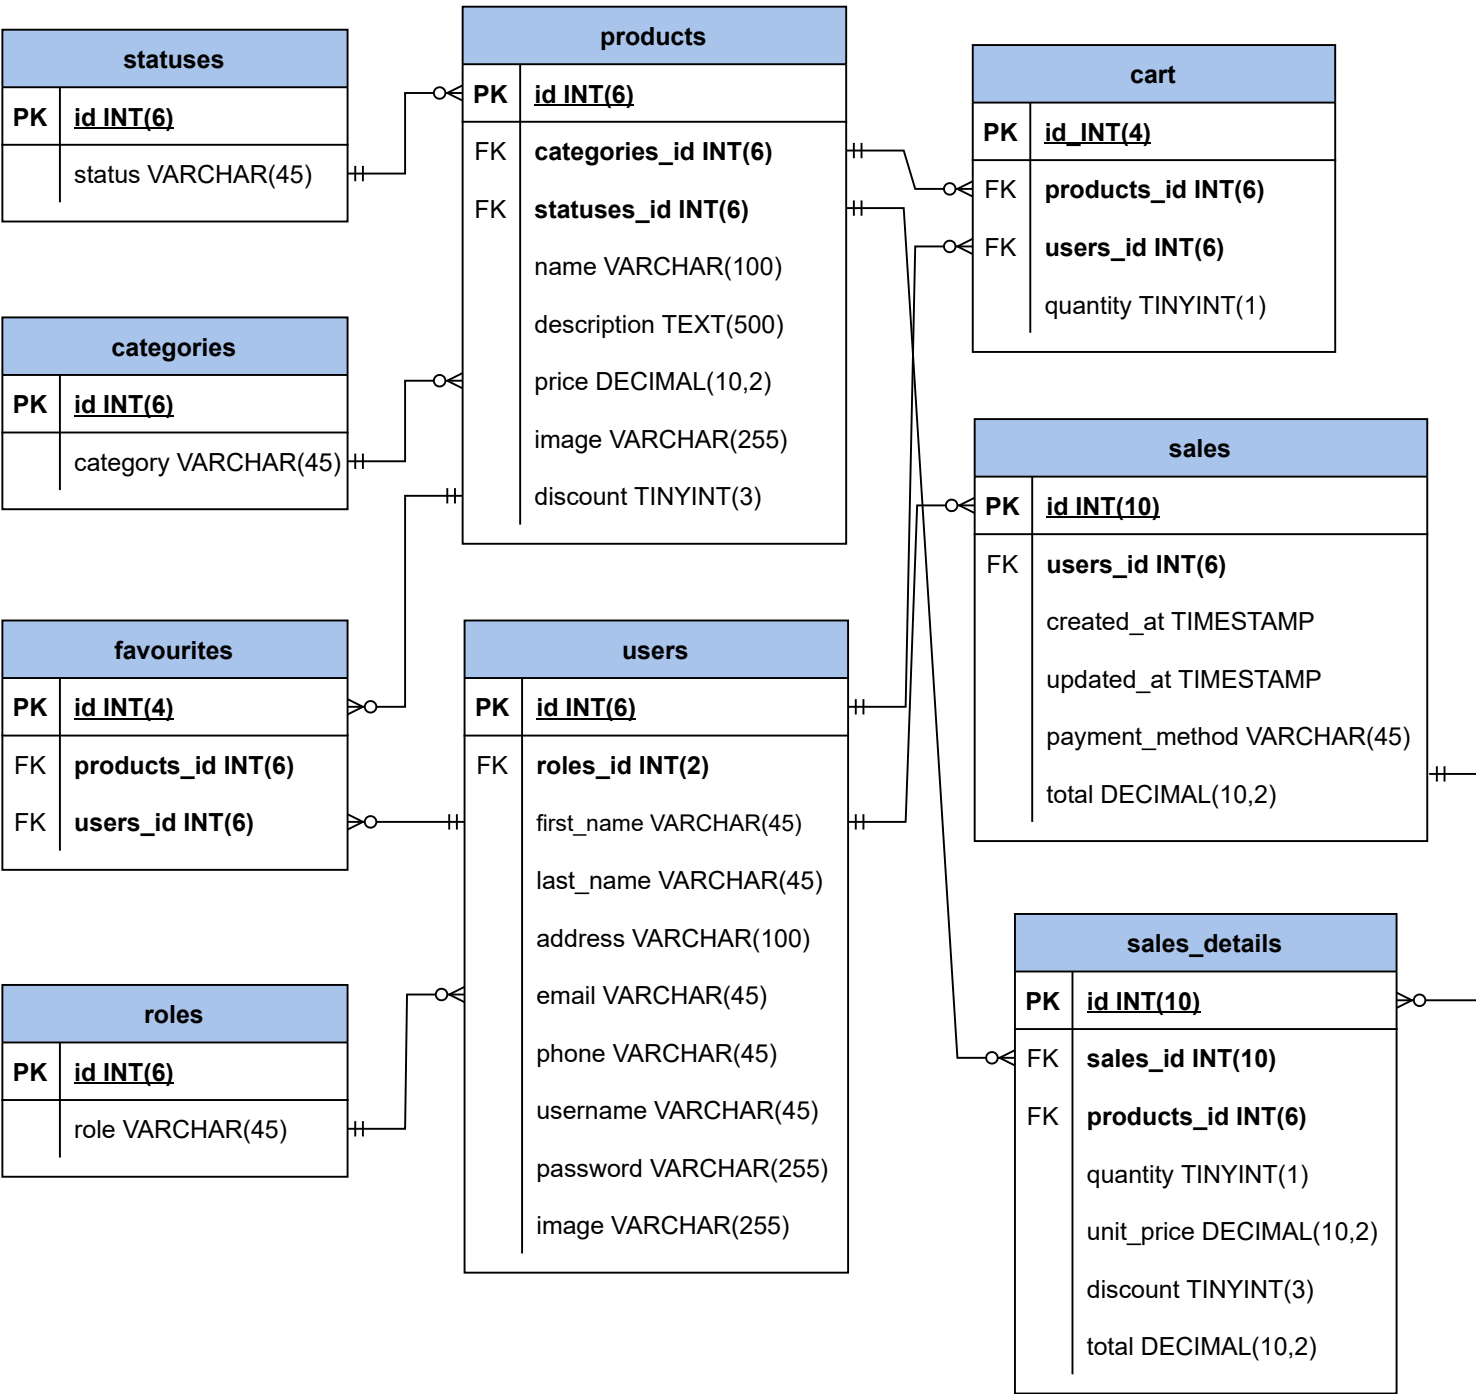 statuses
PK id INT(6)
status VARCHAR(45)
categories
PK id INT(6)
category VARCHAR(45)
favourites
PK id INT(4)
FK products_id INT(6)
FK users_id INT(6)
roles
PK id INT(6)
role VARCHAR(45)
products
PK id INT(6)
FK categories_id INT(6)
FK statuses_id INT(6)
name VARCHAR(100)
description TEXT(500)
price DECIMAL(10,2)
image VARCHAR(255)
discount TINYINT(3)
users
PK id INT(6)
FK roles_id INT(2)
first_name VARCHAR(45)
last_name VARCHAR(45)
address VARCHAR(100)
email VARCHAR(45)
phone VARCHAR(45)
username VARCHAR(45)
password VARCHAR(255)
image VARCHAR(255)
cart
PK id_INT(4)
FK products_id INT(6)
FK users_id INT(6)
quantity TINYINT(1)
sales
PK id INT(10)
FK users_id INT(6)
created_at TIMESTAMP
updated_at TIMESTAMP
payment_method VARCHAR(45)
total DECIMAL(10,2)
sales_details
PK id INT(10)
FK sales_id INT(10)
FK products_id INT(6)
quantity TINYINT(1)
unit_price DECIMAL(10,2)
discount TINYINT(3)
total DECIMAL(10,2)